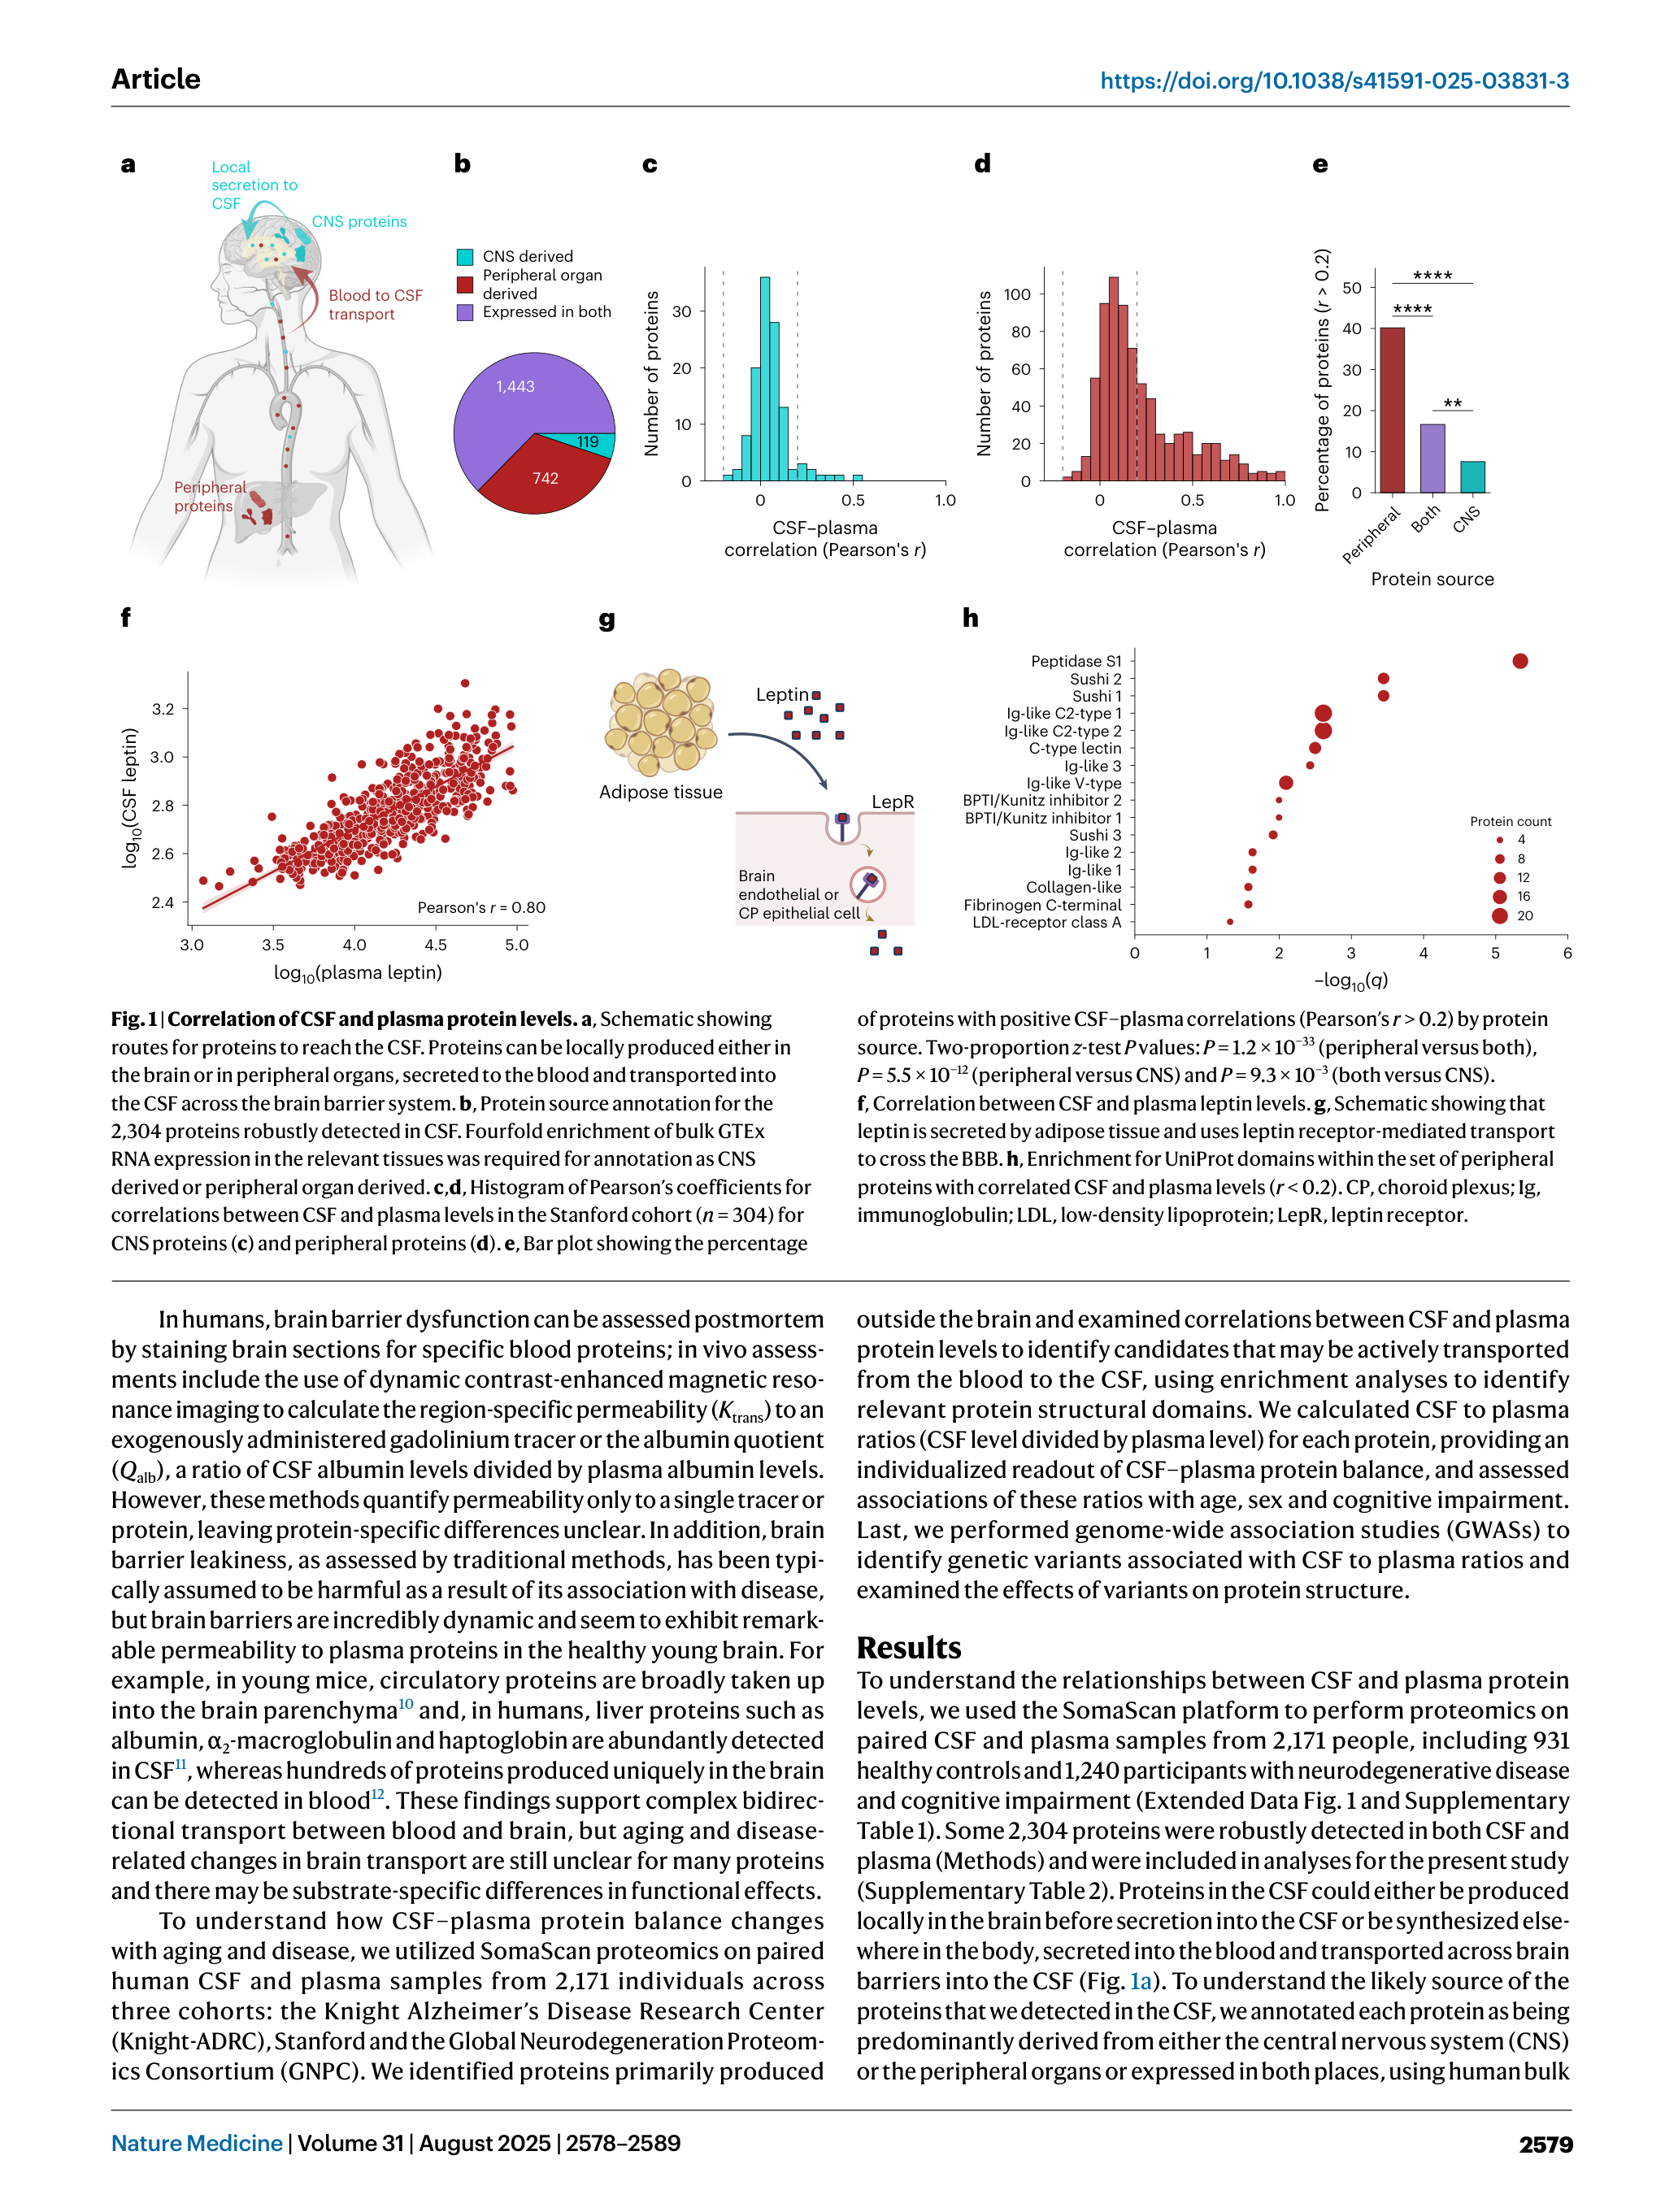 Article
https://doi.org/10.1038/s41591-025-03831-3
a
Local
secretion to
CSF
CNS proteins
Blood to CSF
transport
Peripheral
proteins
b
CNS derived
Peripheral organ
derived
Expressed in both
1,443
119
742
c
Number of proteins
30
20
10
0
0
0.5
1.0
CSF–plasma
correlation (Pearson's r)
d
Number of proteins
100
80
60
40
20
0
0
0.5
1.0
CSF–plasma
correlation (Pearson's r)
e
Percentage of proteins (r > 0.2)
50
40
30
20
10
0
****
****
**
Peripheral
Both
CNS
Protein source
f
log10(CSF leptin)
3.2
3.0
2.8
2.6
2.4
Pearson's r = 0.80
3.0
3.5
4.0
4.5
5.0
log10(plasma leptin)
g
Leptin
Adipose tissue
LepR
Brain
endothelial or
CP epithelial cell
h
Peptidase S1
Sushi 2
Sushi 1
Ig-like C2-type 1
Ig-like C2-type 2
C-type lectin
Ig-like 3
Ig-like V-type
BPTI/Kunitz inhibitor 2
BPTI/Kunitz inhibitor 1
Sushi 3
Ig-like 2
Ig-like 1
Collagen-like
Fibrinogen C-terminal
LDL-receptor class A
Protein count
4
8
12
16
20
0
1
2
3
4
5
6
–log10(q)
Fig. 1 | Correlation of CSF and plasma protein levels. a, Schematic showing
routes for proteins to reach the CSF. Proteins can be locally produced either in
the brain or in peripheral organs, secreted to the blood and transported into
the CSF across the brain barrier system. b, Protein source annotation for the
2,304 proteins robustly detected in CSF. Fourfold enrichment of bulk GTEx
RNA expression in the relevant tissues was required for annotation as CNS
derived or peripheral organ derived. c,d, Histogram of Pearson's coefficients for
correlations between CSF and plasma levels in the Stanford cohort (n = 304) for
CNS proteins (c) and peripheral proteins (d). e, Bar plot showing the percentage
of proteins with positive CSF–plasma correlations (Pearson's r > 0.2) by protein
source. Two-proportion z-test P values: P = 1.2 × 10⁻³³ (peripheral versus both),
P = 5.5 × 10⁻¹² (peripheral versus CNS) and P = 9.3 × 10⁻³ (both versus CNS).
f, Correlation between CSF and plasma leptin levels. g, Schematic showing that
leptin is secreted by adipose tissue and uses leptin receptor-mediated transport
to cross the BBB. h, Enrichment for UniProt domains within the set of peripheral
proteins with correlated CSF and plasma levels (r < 0.2). CP, choroid plexus; Ig,
immunoglobulin; LDL, low-density lipoprotein; LepR, leptin receptor.
In humans, brain barrier dysfunction can be assessed postmortem
by staining brain sections for specific blood proteins; in vivo assess-
ments include the use of dynamic contrast-enhanced magnetic reso-
nance imaging to calculate the region-specific permeability (Ktrans) to an
exogenously administered gadolinium tracer or the albumin quotient
(Qalb), a ratio of CSF albumin levels divided by plasma albumin levels.
However, these methods quantify permeability only to a single tracer or
protein, leaving protein-specific differences unclear. In addition, brain
barrier leakiness, as assessed by traditional methods, has been typi-
cally assumed to be harmful as a result of its association with disease,
but brain barriers are incredibly dynamic and seem to exhibit remark-
able permeability to plasma proteins in the healthy young brain. For
example, in young mice, circulatory proteins are broadly taken up
into the brain parenchyma¹⁰ and, in humans, liver proteins such as
albumin, α₂-macroglobulin and haptoglobin are abundantly detected
in CSF¹¹, whereas hundreds of proteins produced uniquely in the brain
can be detected in blood¹². These findings support complex bidirec-
tional transport between blood and brain, but aging and disease-
related changes in brain transport are still unclear for many proteins
and there may be substrate-specific differences in functional effects.
To understand how CSF–plasma protein balance changes
with aging and disease, we utilized SomaScan proteomics on paired
human CSF and plasma samples from 2,171 individuals across
three cohorts: the Knight Alzheimer's Disease Research Center
(Knight-ADRC), Stanford and the Global Neurodegeneration Proteom-
ics Consortium (GNPC). We identified proteins primarily produced
outside the brain and examined correlations between CSF and plasma
protein levels to identify candidates that may be actively transported
from the blood to the CSF, using enrichment analyses to identify
relevant protein structural domains. We calculated CSF to plasma
ratios (CSF level divided by plasma level) for each protein, providing an
individualized readout of CSF–plasma protein balance, and assessed
associations of these ratios with age, sex and cognitive impairment.
Last, we performed genome-wide association studies (GWASs) to
identify genetic variants associated with CSF to plasma ratios and
examined the effects of variants on protein structure.
Results
To understand the relationships between CSF and plasma protein
levels, we used the SomaScan platform to perform proteomics on
paired CSF and plasma samples from 2,171 people, including 931
healthy controls and 1,240 participants with neurodegenerative disease
and cognitive impairment (Extended Data Fig. 1 and Supplementary
Table 1). Some 2,304 proteins were robustly detected in both CSF and
plasma (Methods) and were included in analyses for the present study
(Supplementary Table 2). Proteins in the CSF could either be produced
locally in the brain before secretion into the CSF or be synthesized else-
where in the body, secreted into the blood and transported across brain
barriers into the CSF (Fig. 1a). To understand the likely source of the
proteins that we detected in the CSF, we annotated each protein as being
predominantly derived from either the central nervous system (CNS)
or the peripheral organs or expressed in both places, using human bulk
Nature Medicine | Volume 31 | August 2025 | 2578–2589
2579